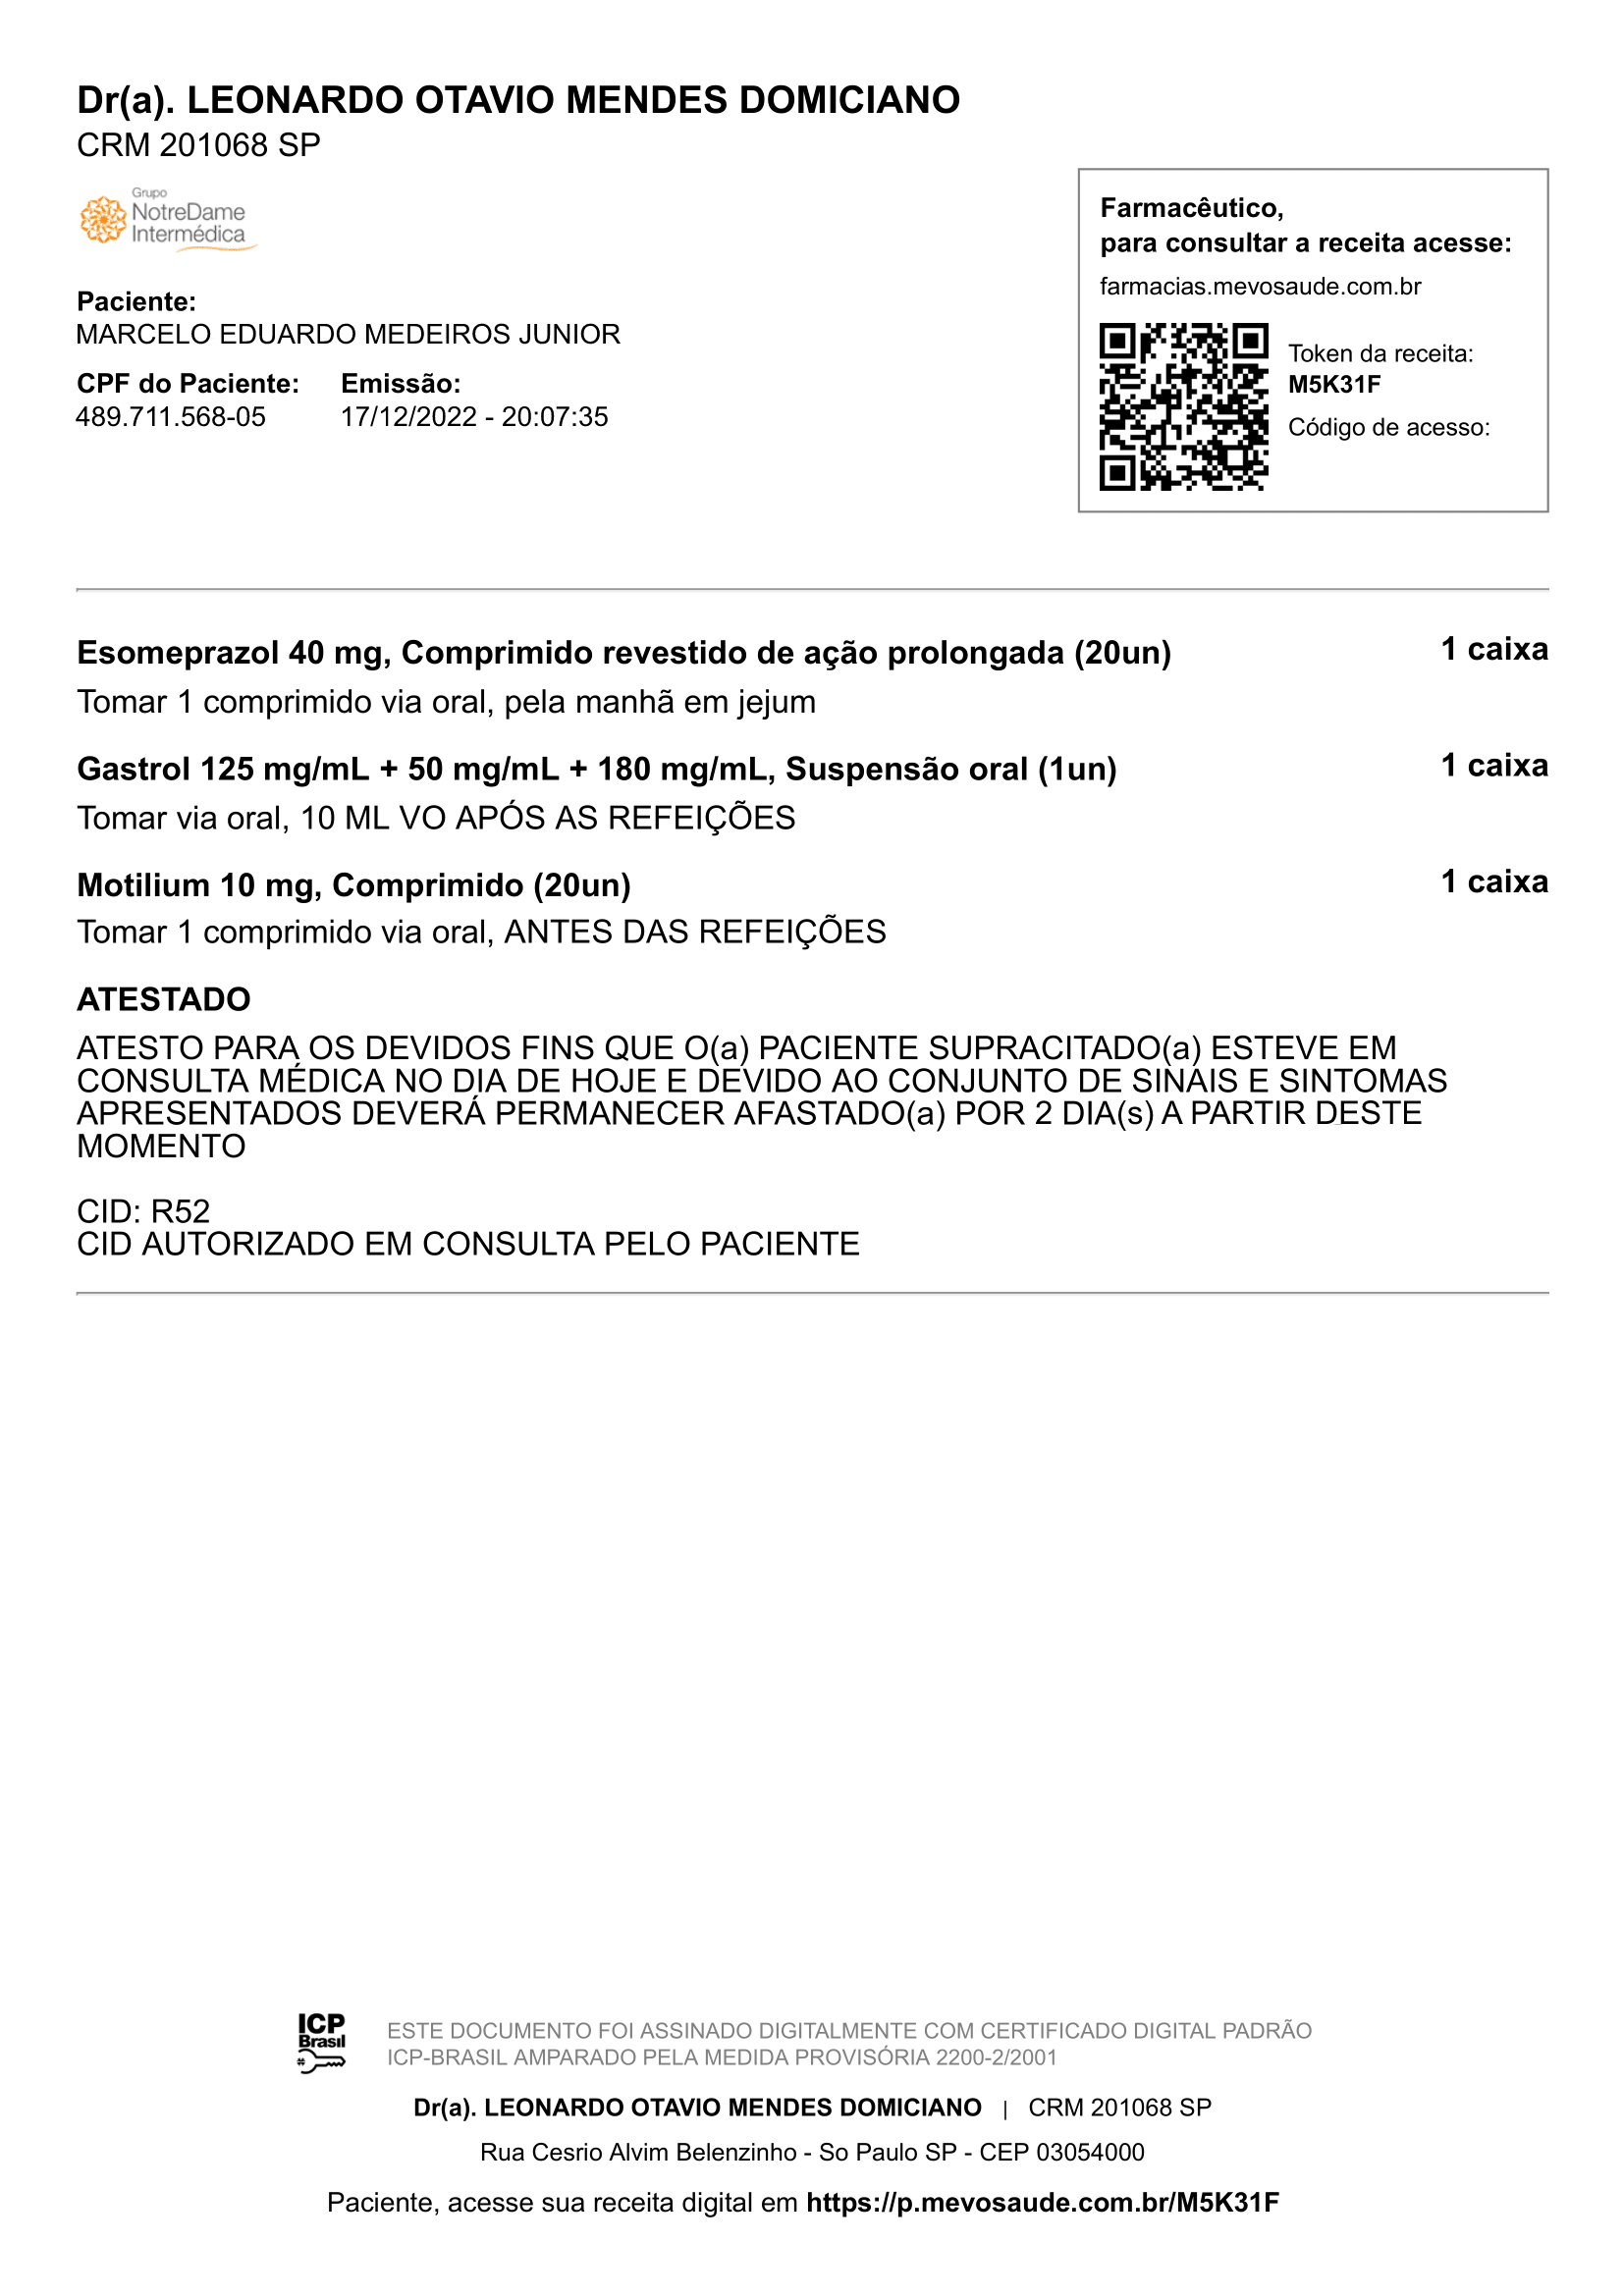 Dr(a). LEONARDO OTAVIO MENDES DOMICIANO
CRM 201068 SP
Grupo
NotreDame
Intermédica
Farmacêutico,
para consultar a receita acesse:
farmacias.mevosaude.com.br
Token da receita:
M5K31F
Código de acesso:
Paciente:
MARCELO EDUARDO MEDEIROS JUNIOR
CPF do Paciente: Emissão:
489.711.568-05 17/12/2022 - 20:07:35
Esomeprazol 40 mg, Comprimido revestido de ação prolongada (20un) 1 caixa
Tomar 1 comprimido via oral, pela manhã em jejum
Gastrol 125 mg/mL + 50 mg/mL + 180 mg/mL, Suspensão oral (1un) 1 caixa
Tomar via oral, 10 ML VO APÓS AS REFEIÇÕES
Motilium 10 mg, Comprimido (20un) 1 caixa
Tomar 1 comprimido via oral, ANTES DAS REFEIÇÕES
ATESTADO
ATESTO PARA OS DEVIDOS FINS QUE O(a) PACIENTE SUPRACITADO(a) ESTEVE EM
CONSULTA MÉDICA NO DIA DE HOJE E DEVIDO AO CONJUNTO DE SINAIS E SINTOMAS
APRESENTADOS DEVERÁ PERMANECER AFASTADO(a) POR 2 DIA(s) A PARTIR DESTE
MOMENTO
CID: R52
CID AUTORIZADO EM CONSULTA PELO PACIENTE
ICP
Brasil
ESTE DOCUMENTO FOI ASSINADO DIGITALMENTE COM CERTIFICADO DIGITAL PADRÃO
ICP-BRASIL AMPARADO PELA MEDIDA PROVISÓRIA 2200-2/2001
Dr(a). LEONARDO OTAVIO MENDES DOMICIANO | CRM 201068 SP
Rua Cesrio Alvim Belenzinho - So Paulo SP - CEP 03054000
Paciente, acesse sua receita digital em https://p.mevosaude.com.br/M5K31F